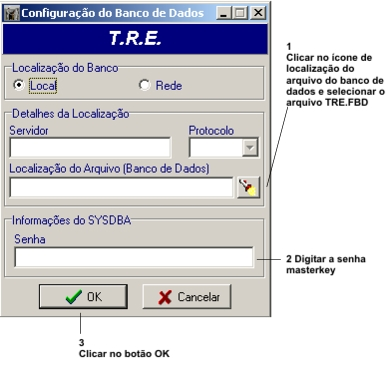 Configuração do Banco de Dados
T.R.E.
Localização do Banco
Local
Rede
Detalhes da Localização
Servidor
Protocolo
Localização do Arquivo (Banco de Dados)
Informações do SYSDBA
Senha
OK
Cancelar
1
Clicar no ícone de
localização do
arquivo do banco de
dados e selecionar o
arquivo TRE.FBD
2 Digitar a senha
masterkey
3
Clicar no botão OK